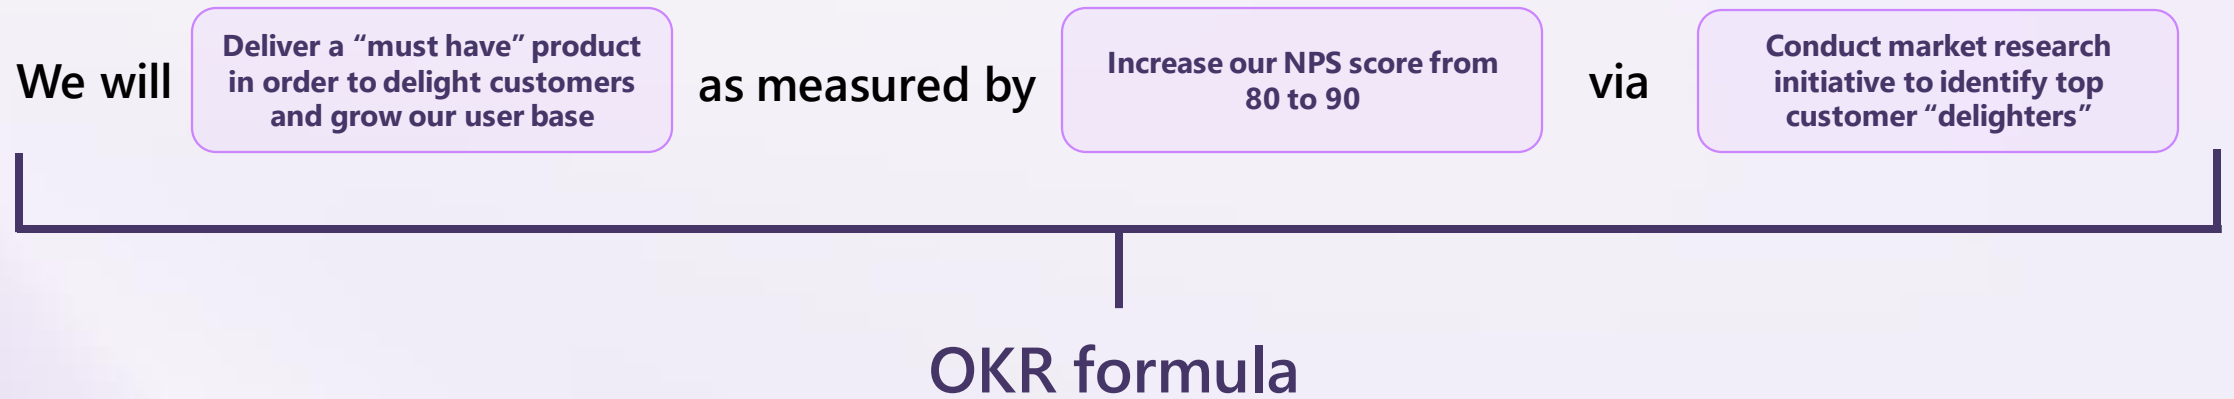 We will
Deliver a “must have” product
in order to delight customers
and grow our user base
as measured by
Increase our NPS score from
80 to 90
via
Conduct market research
initiative to identify top
customer “delighters”
OKR formula